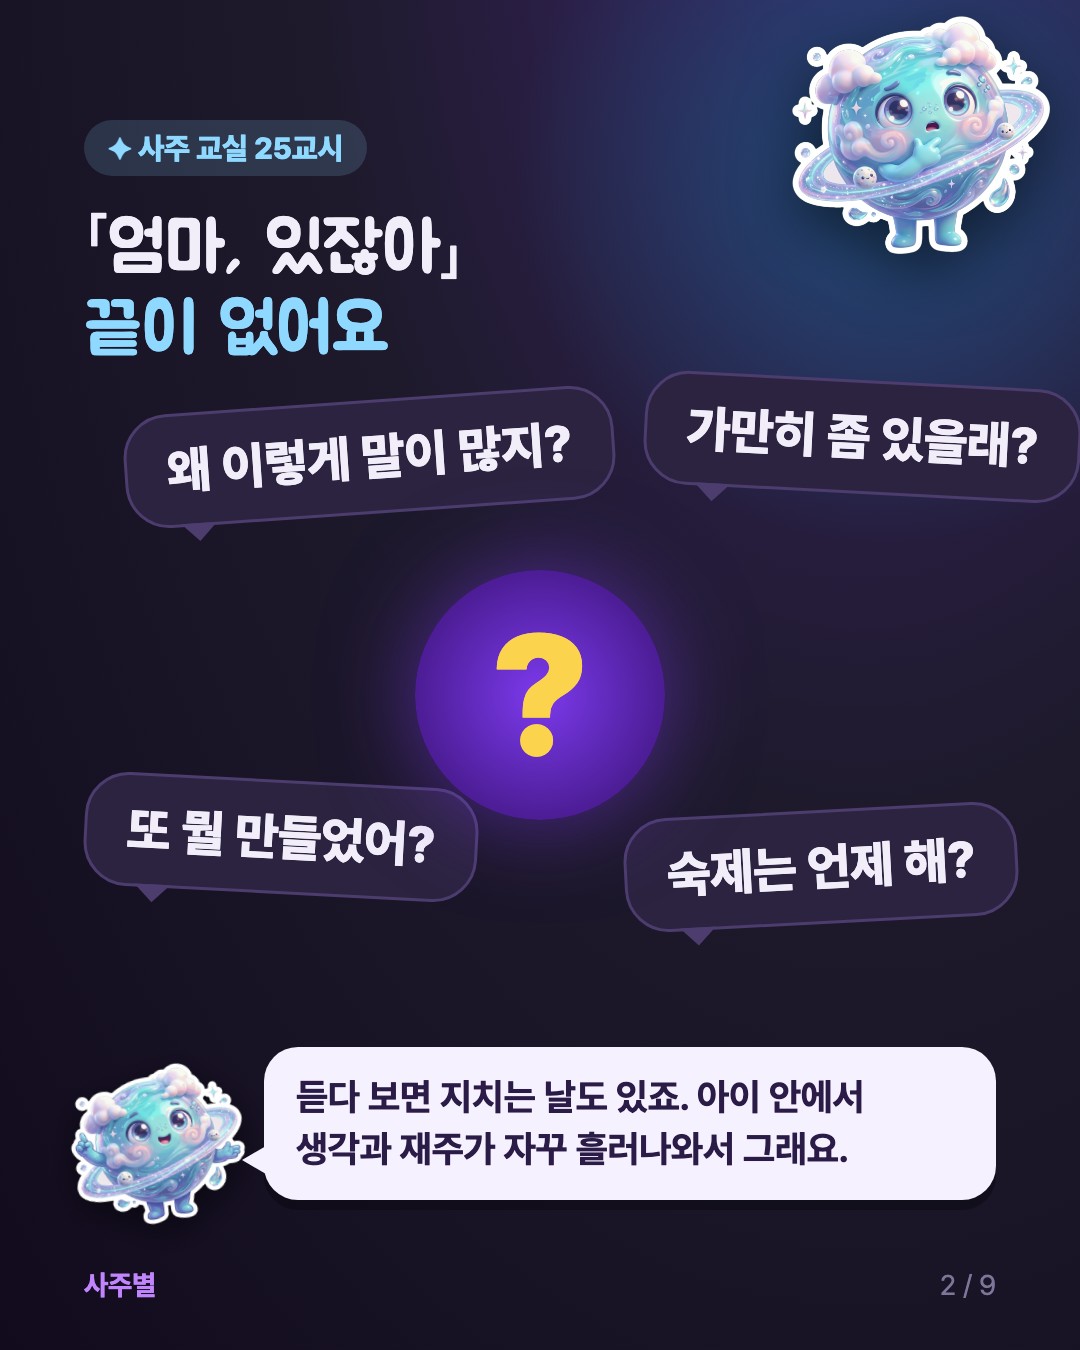 ✦ 사주 교실 25교시
「엄마, 있잖아」
끝이 없어요
왜 이렇게 말이 많지?
가만히 좀 있을래?
?
또 뭘 만들었어?
숙제는 언제 해?
듣다 보면 지치는 날도 있죠. 아이 안에서
생각과 재주가 자꾸 흘러나와서 그래요.
사주별
2 / 9